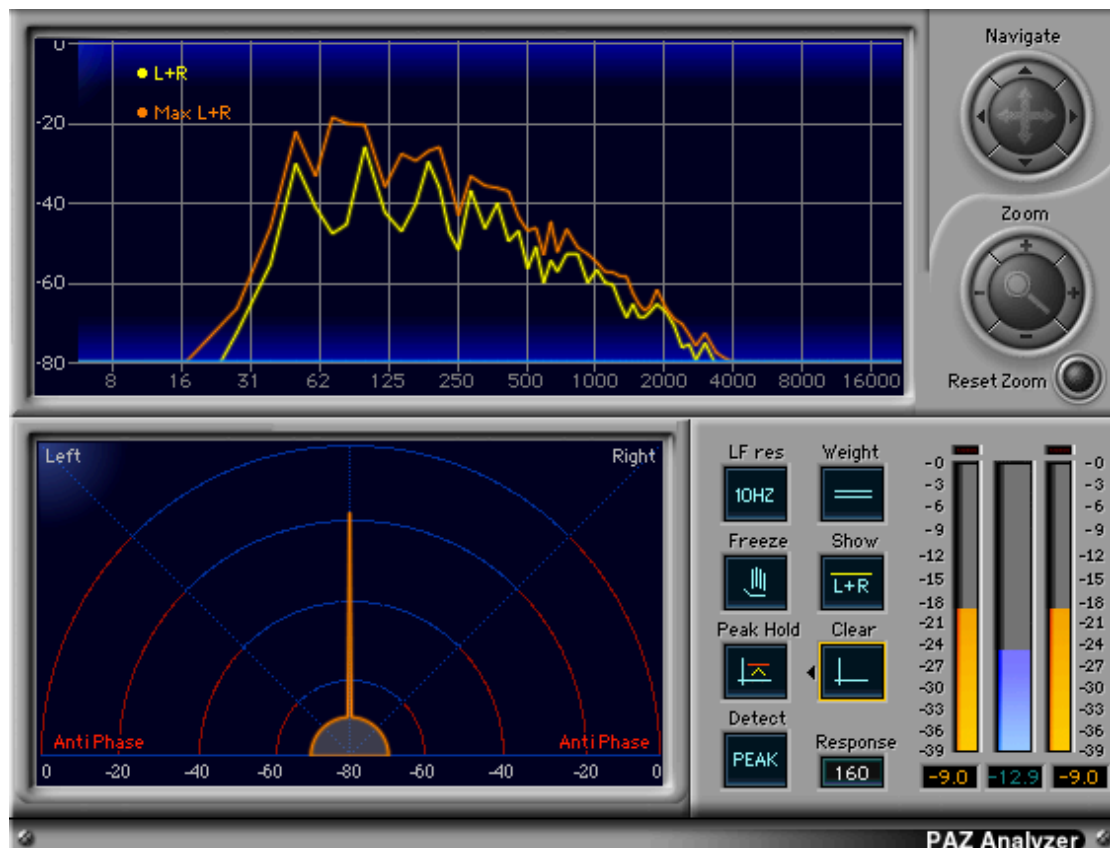 0
L+R
Max L+R
-20
-40
-60
-80
8 16 31 62 125 250 500 1000 2000 4000 8000 16000
Navigate
Zoom
+
- +
-
Reset Zoom
Left Right
AntiPhase AntiPhase
0 -20 -40 -60 -80 -60 -40 -20 0
LF res Weight
10HZ
Freeze Show
L+R
Peak Hold Clear
Detect
PEAK
Response
160
-0 -0
-3 -3
-6 -6
-9 -9
-12 -12
-15 -15
-18 -18
-21 -21
-24 -24
-27 -27
-30 -30
-33 -33
-36 -36
-39 -39
-9.0 -12.9 -9.0
PAZ Analyzer